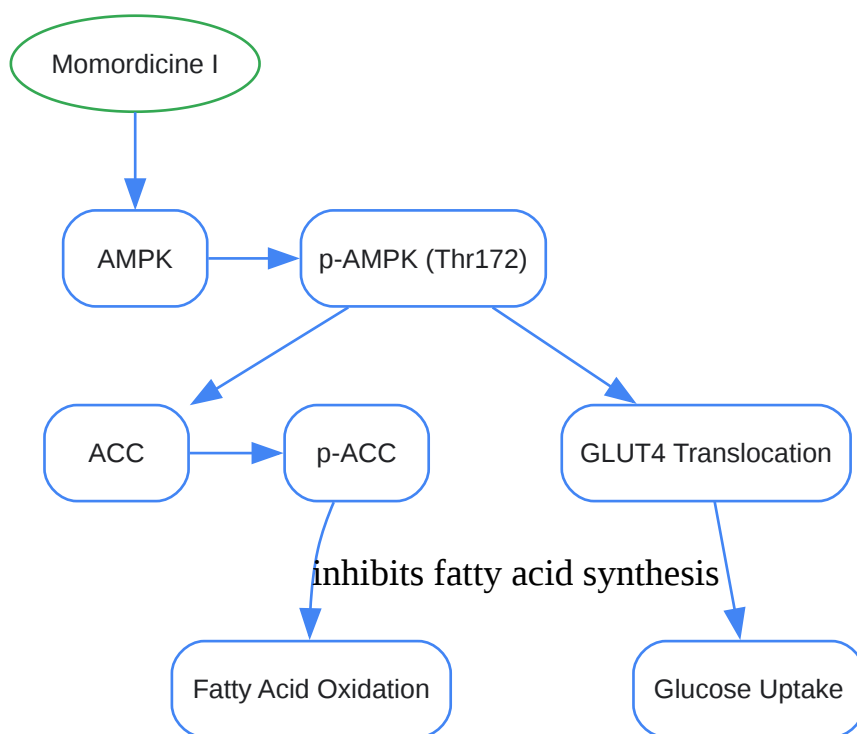 Momordicine I
AMPK
p-AMPK (Thr172)
ACC
p-ACC
GLUT4 Translocation
inhibits fatty acid synthesis
Fatty Acid Oxidation
Glucose Uptake